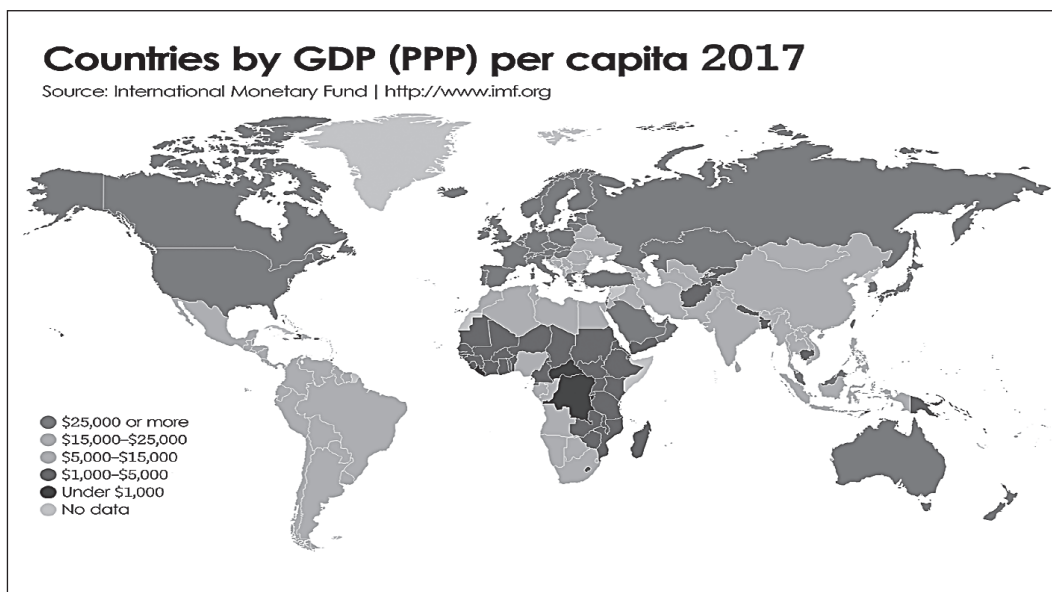 Countries by GDP (PPP) per capita 2017
Source: International Monetary Fund | http://www.imf.org
$25,000 or more
$15,000–$25,000
$5,000–$15,000
$1,000–$5,000
Under $1,000
No data